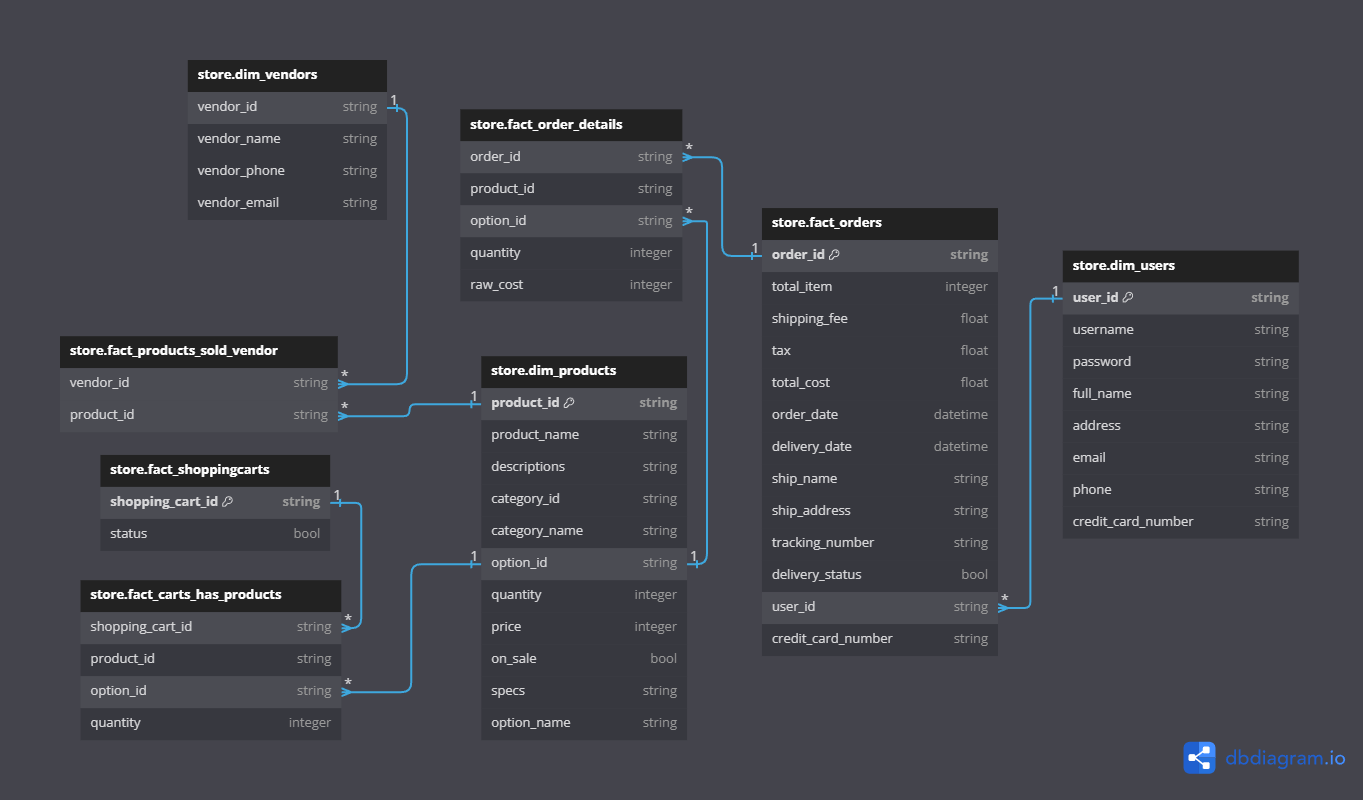 store.dim_vendors
vendor_id string
vendor_name string
vendor_phone string
vendor_email string
1
store.fact_order_details
order_id string
product_id string
option_id string
quantity integer
raw_cost integer
*
*
store.fact_orders
order_id string
total_item integer
shipping_fee float
tax float
total_cost float
order_date datetime
delivery_date datetime
ship_name string
ship_address string
tracking_number string
delivery_status bool
user_id string
credit_card_number string
1
*
store.dim_users
user_id string
username string
password string
full_name string
address string
email string
phone string
credit_card_number string
1
store.fact_products_sold_vendor
vendor_id string
product_id string
*
*
store.dim_products
product_id string
product_name string
descriptions string
category_id string
category_name string
option_id string
quantity integer
price integer
on_sale bool
specs string
option_name string
1
1
1
store.fact_shoppingcarts
shopping_cart_id string
status bool
1
store.fact_carts_has_products
shopping_cart_id string
product_id string
option_id string
quantity integer
*
*
dbdiagram.io